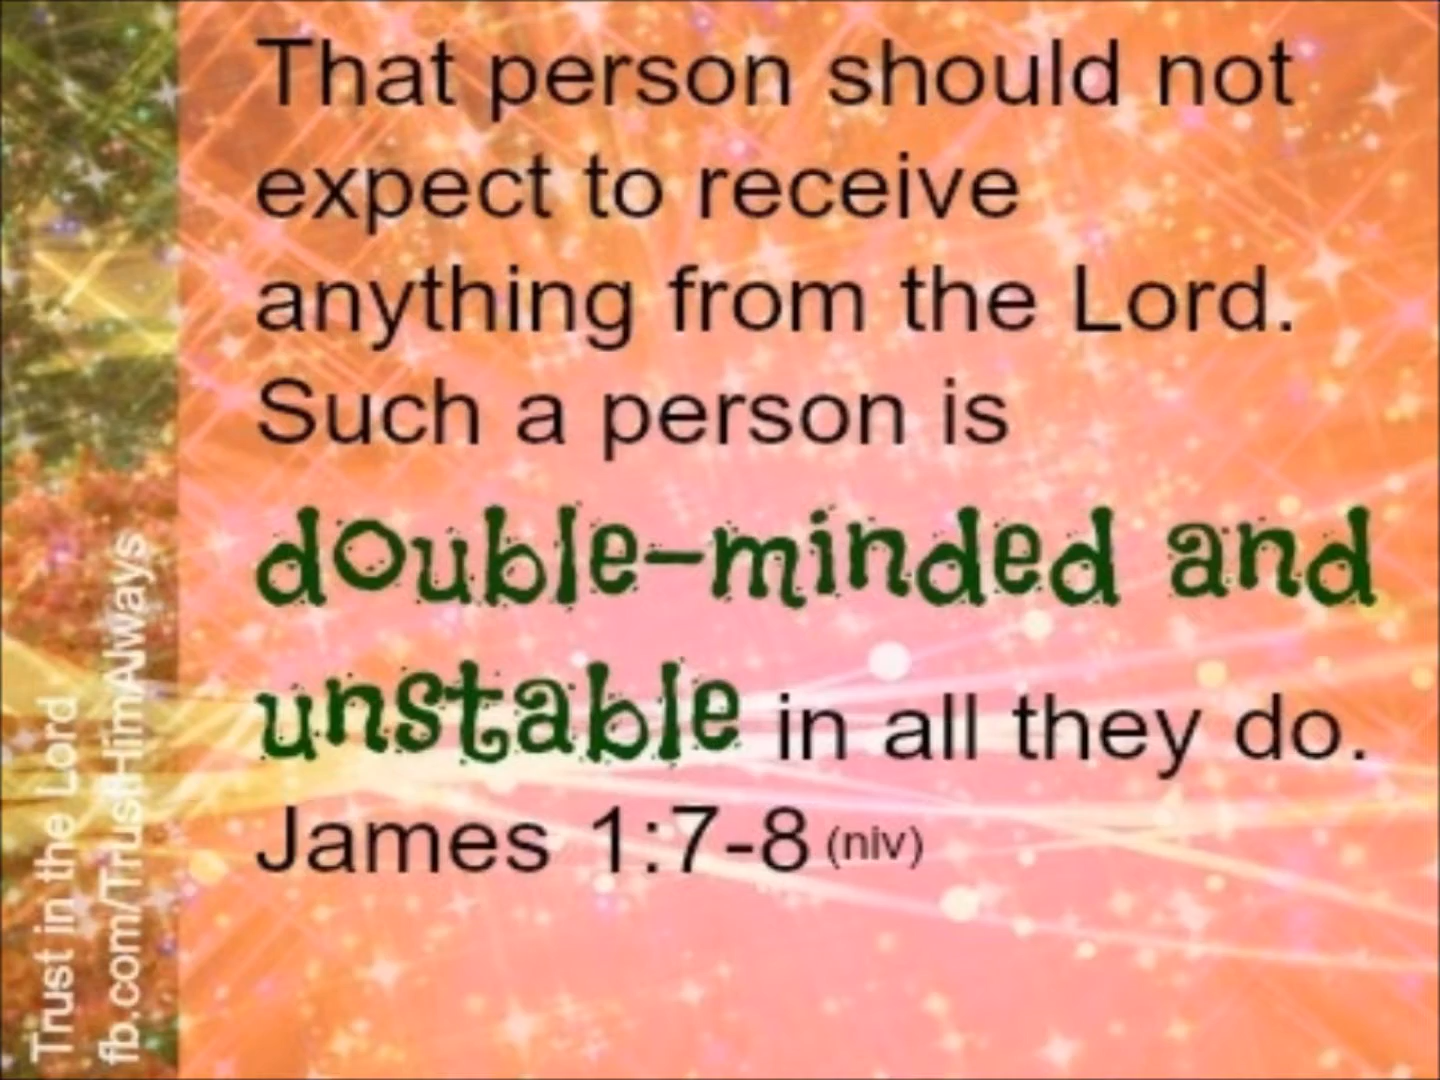 That person should not
expect to receive
anything from the Lord.
Such a person is
double-minded and
unstable in all they do.
James 1:7-8 (niv)
Trust in the Lord
fb.com/TrustHimAlways